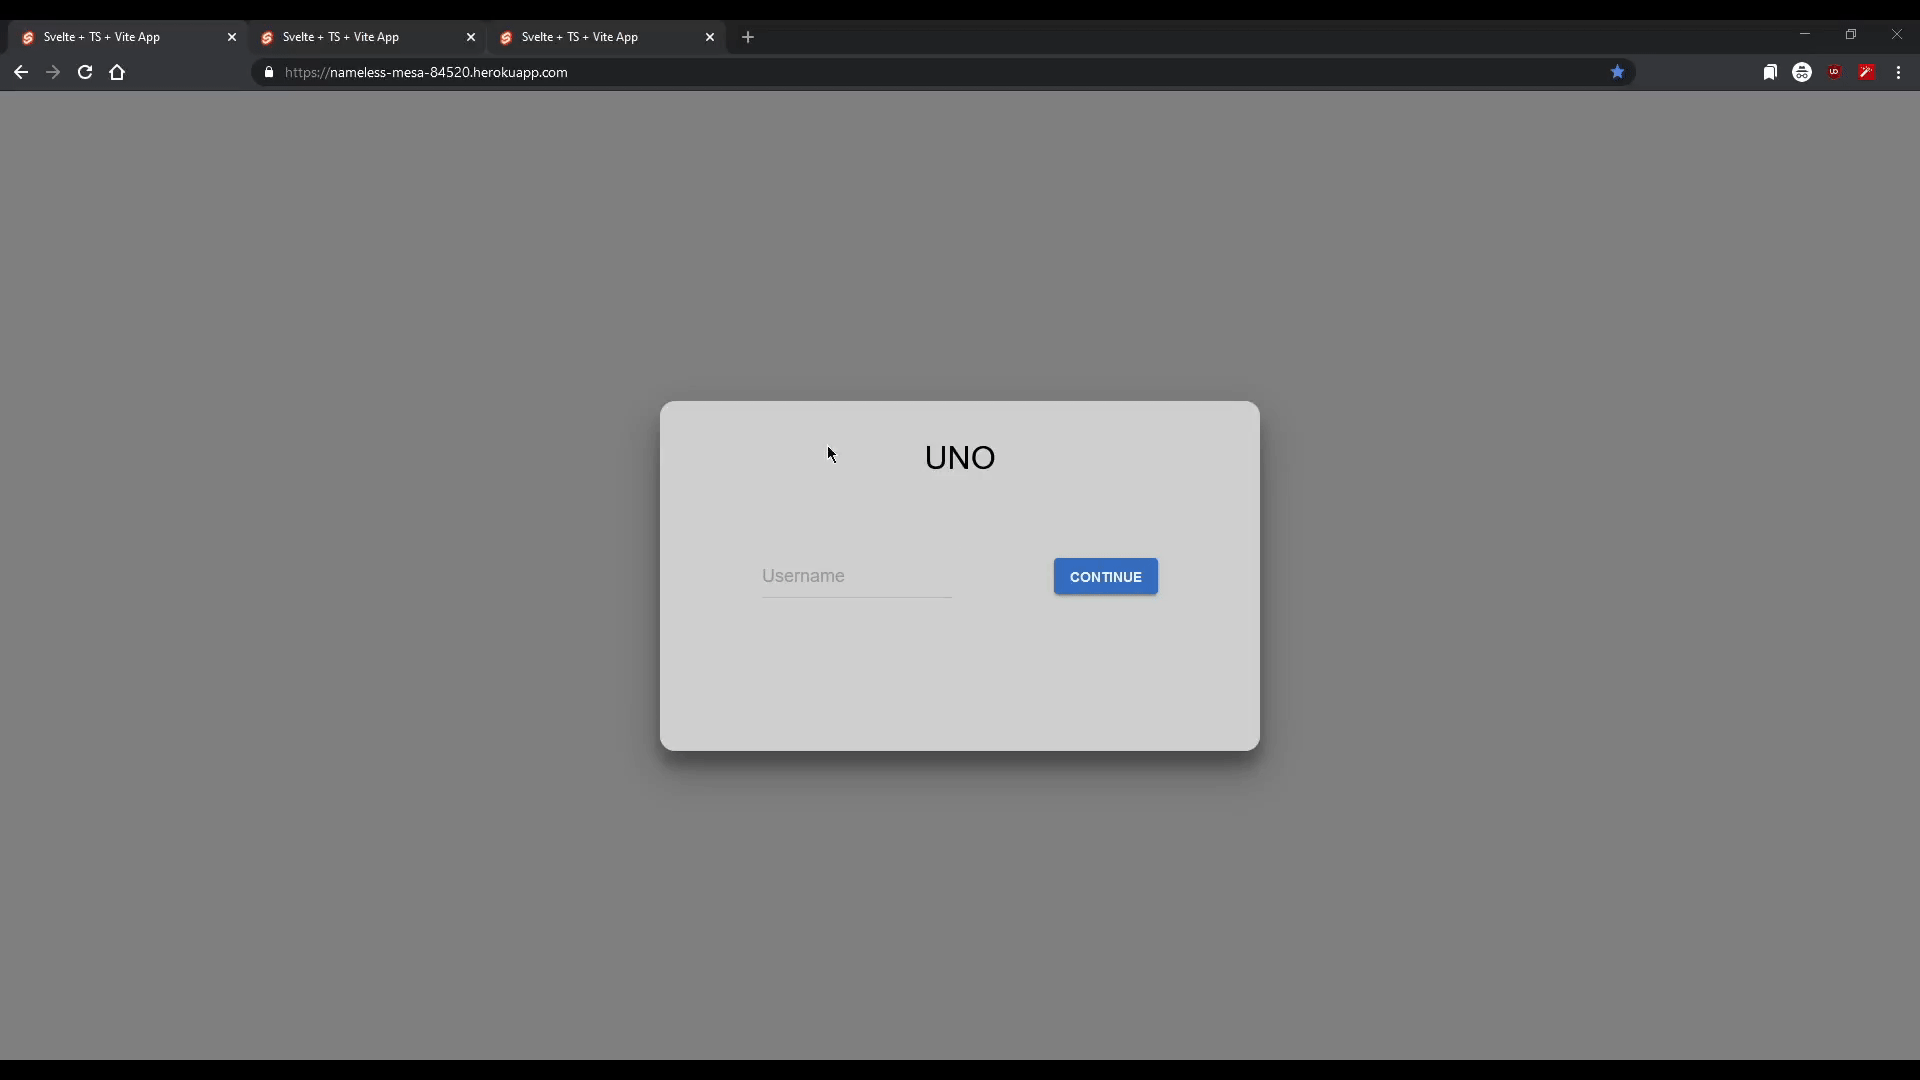 Svelte + TS + Vite App
Svelte + TS + Vite App
Svelte + TS + Vite App
https://nameless-mesa-84520.herokuapp.com
UNO
Username
CONTINUE